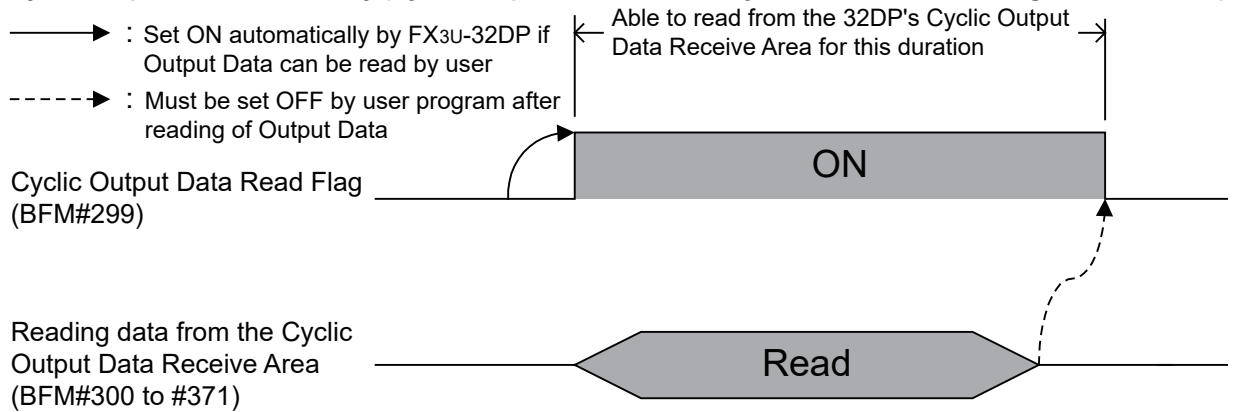 : Set ON automatically by FX3U-32DP if
Output Data can be read by user
: Must be set OFF by user program after
reading of Output Data
Able to read from the 32DP's Cyclic Output
Data Receive Area for this duration
ON
Cyclic Output Data Read Flag
(BFM#299)
Reading data from the Cyclic
Output Data Receive Area
(BFM#300 to #371)
Read